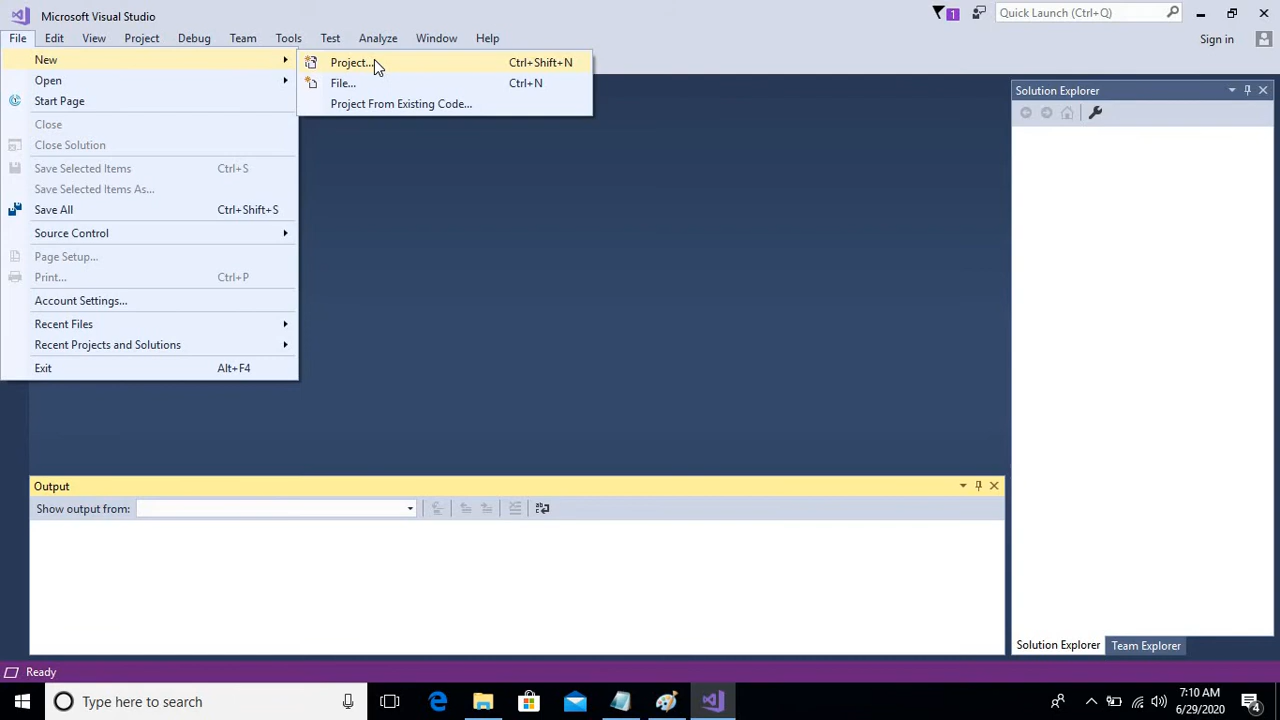 Microsoft Visual Studio
1
Quick Launch (Ctrl+Q)
File Edit View Project Debug Team Tools Test Analyze Window Help
Sign in
New
Project... Ctrl+Shift+N
Open
File... Ctrl+N
Start Page
Project From Existing Code...
Close
Close Solution
Save Selected Items Ctrl+S
Save Selected Items As...
Save All Ctrl+Shift+S
Source Control
Page Setup...
Print... Ctrl+P
Account Settings...
Recent Files
Recent Projects and Solutions
Exit Alt+F4
Solution Explorer
Output
Show output from:
Solution Explorer Team Explorer
Ready
Type here to search
7:10 AM
6/29/2020
4